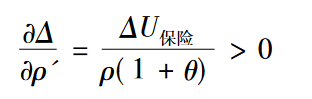 ∂Δ/∂ρ´ = ΔU保险/ρ(1 + θ) > 0